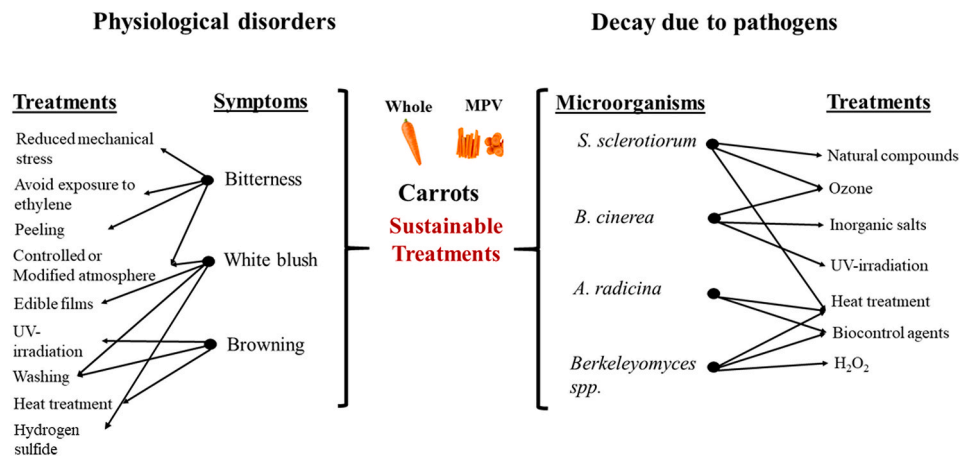 Physiological disorders
Decay due to pathogens
Treatments
Symptoms
Reduced mechanical
stress
Avoid exposure to
ethylene
Peeling
Controlled or
Modified atmosphere
Edible films
UV-
irradiation
Washing
Heat treatment
Hydrogen
sulfide
Bitterness
White blush
Browning
Whole
MPV
Carrots
Sustainable
Treatments
Microorganisms
Treatments
S. sclerotiorum
B. cinerea
A. radicina
Berkeleyomyces
spp.
Natural compounds
Ozone
Inorganic salts
UV-irradiation
Heat treatment
Biocontrol agents
H₂O₂